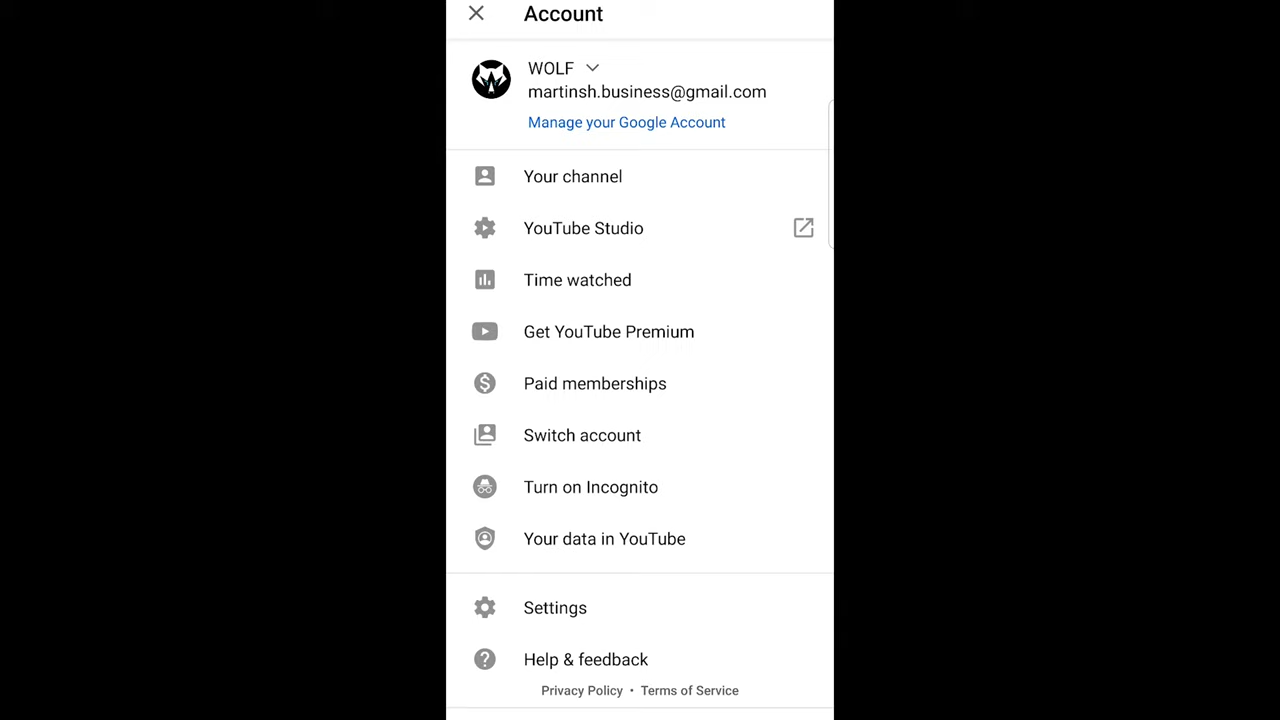 Account
WOLF
martinsh.business@gmail.com
Manage your Google Account
Your channel
YouTube Studio
Time watched
Get YouTube Premium
Paid memberships
Switch account
Turn on Incognito
Your data in YouTube
Settings
Help & feedback
Privacy Policy • Terms of Service